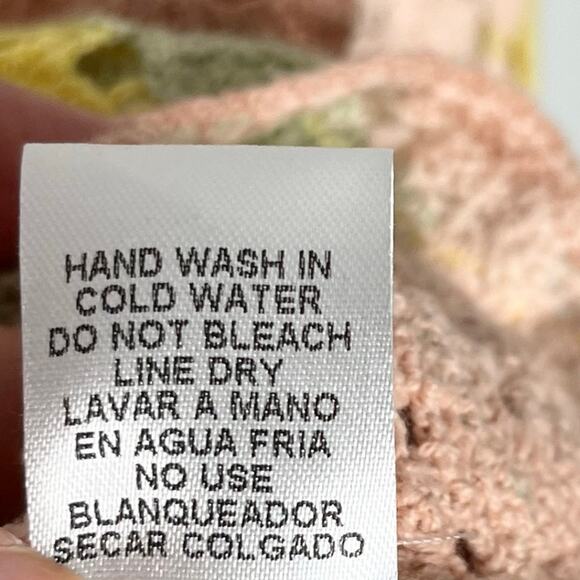 HAND WASH IN
COLD WATER
DO NOT BLEACH
LINE DRY
LAVAR A MANO
EN AGUA FRIA
NO USE
BLANQUEADOR
SECAR COLGADO